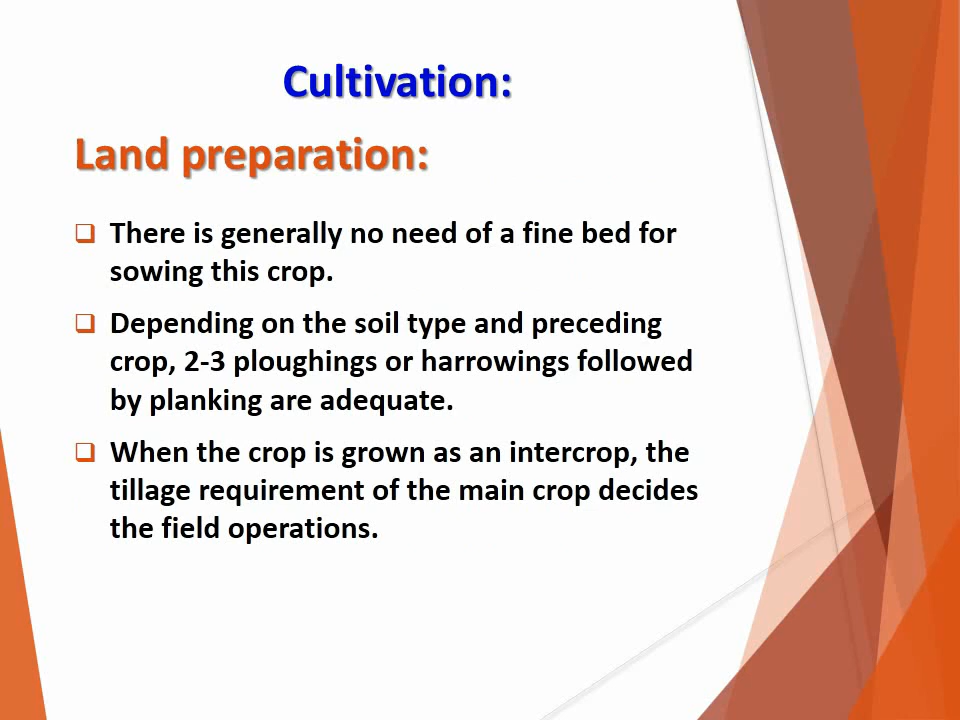 Cultivation:
Land preparation:
There is generally no need of a fine bed for
sowing this crop.
Depending on the soil type and preceding
crop, 2-3 ploughings or harrowings followed
by planking are adequate.
When the crop is grown as an intercrop, the
tillage requirement of the main crop decides
the field operations.